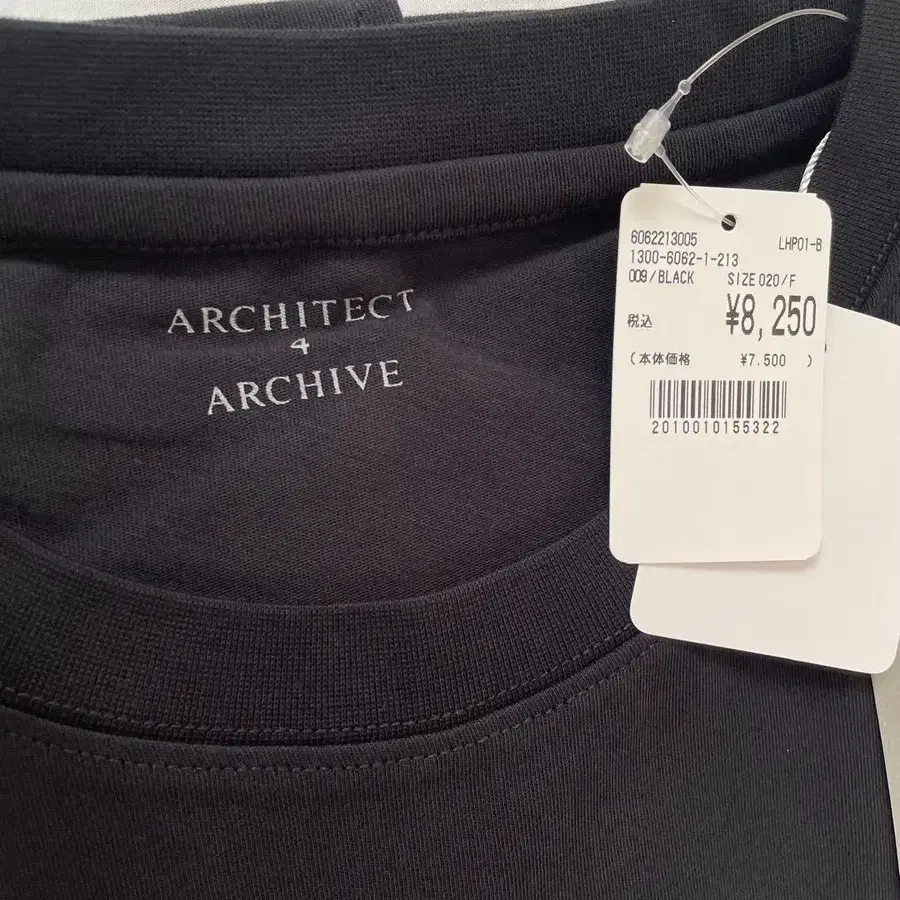 ARCHITECT
4
ARCHIVE
6062213005 LHP01-B
1300-6062-1-213
009/BLACK SIZE 020/F
税込 ¥8,250
(本体価格 ¥7.500 )
2010010155322